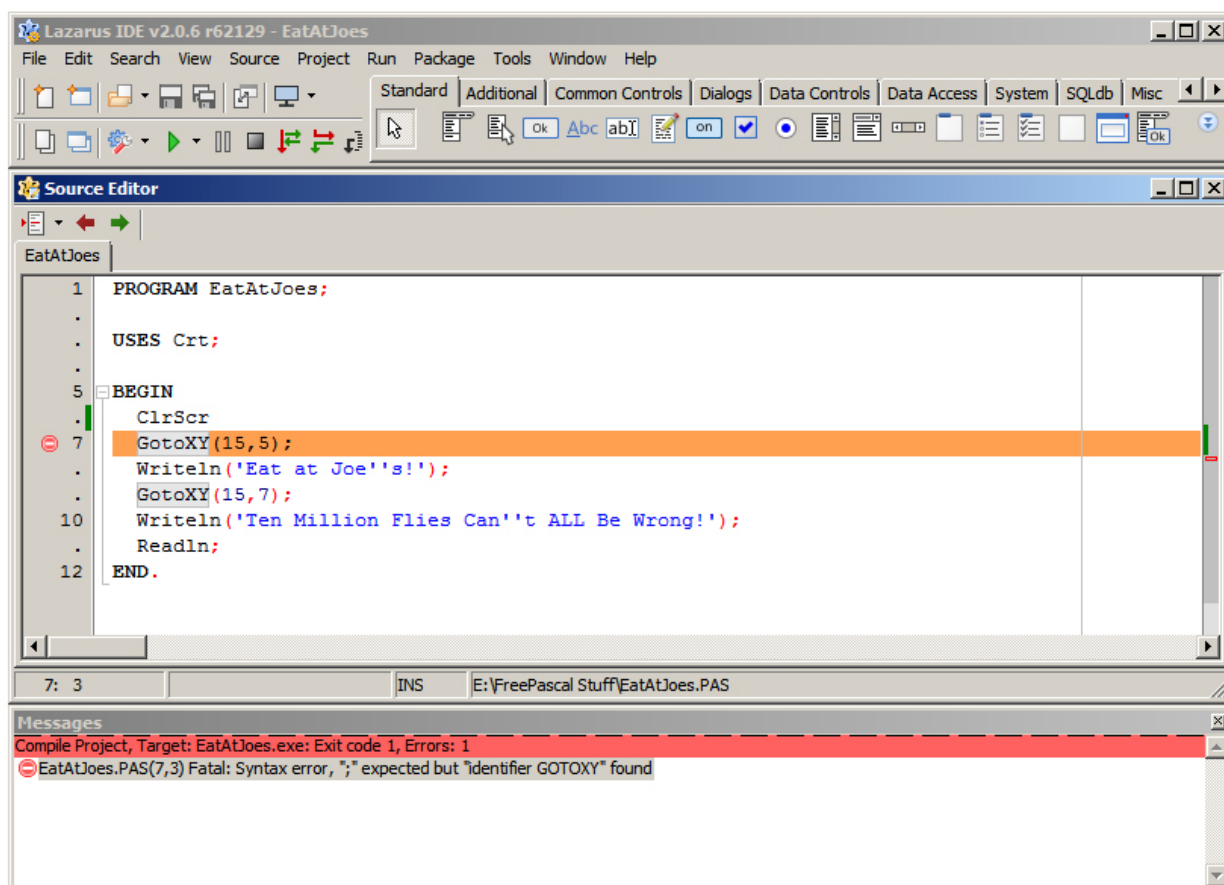 Lazarus IDE v2.0.6 r62129 - EatAtJoes
File Edit Search View Source Project Run Package Tools Window Help
Standard Additional Common Controls Dialogs Data Controls Data Access System SQLdb Misc
Ok Abc abI on Ok
Source Editor
EatAtJoes
1 PROGRAM EatAtJoes;
.
. USES Crt;
.
5 BEGIN
. ClrScr
7 GotoXY(15,5);
. Writeln('Eat at Joe''s!');
. GotoXY(15,7);
10 Writeln('Ten Million Flies Can''t ALL Be Wrong!');
. Readln;
12 END.
7: 3 INS E:\FreePascal Stuff\EatAtJoes.PAS
Messages
Compile Project, Target: EatAtJoes.exe: Exit code 1, Errors: 1
EatAtJoes.PAS(7,3) Fatal: Syntax error, ";" expected but "identifier GOTOXY" found